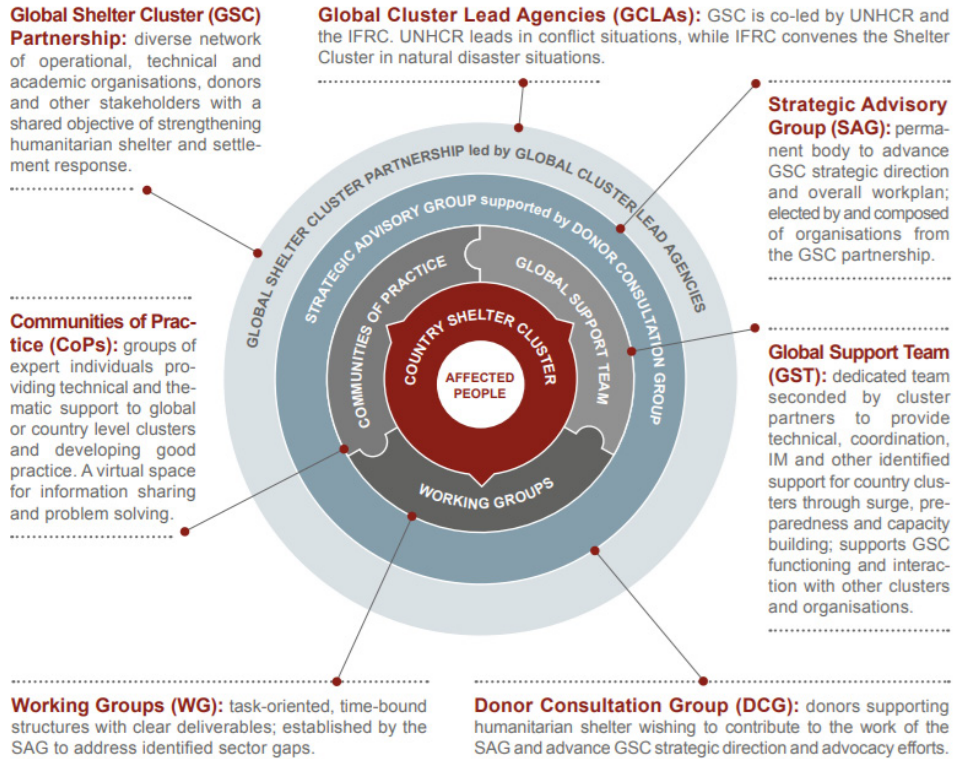 Global Shelter Cluster (GSC)
Partnership: diverse network
of operational, technical and
academic organisations, donors
and other stakeholders with a
shared objective of strengthening
humanitarian shelter and settle-
ment response.
Global Cluster Lead Agencies (GCLAs): GSC is co-led by UNHCR and
the IFRC. UNHCR leads in conflict situations, while IFRC convenes the Shelter
Cluster in natural disaster situations.
Strategic Advisory
Group (SAG): perma-
nent body to advance
GSC strategic direction
and overall workplan;
elected by and composed
of organisations from
the GSC partnership.
GLOBAL SHELTER CLUSTER PARTNERSHIP led by GLOBAL CLUSTER LEAD AGENCIES
STRATEGIC ADVISORY GROUP supported by DONOR CONSULTATION GROUP
COMMUNITIES OF PRACTICE
GLOBAL SUPPORT TEAM
COUNTRY SHELTER CLUSTER
AFFECTED
PEOPLE
WORKING GROUPS
Communities of Prac-
tice (CoPs): groups of
expert individuals pro-
viding technical and the-
matic support to global
or country level clusters
and developing good
practice. A virtual space
for information sharing
and problem solving.
Global Support Team
(GST): dedicated team
seconded by cluster
partners to provide
technical, coordination,
IM and other identified
support for country clus-
ters through surge, pre-
paredness and capacity
building; supports GSC
functioning and interac-
tion with other clusters
and organisations.
Working Groups (WG): task-oriented, time-bound
structures with clear deliverables; established by the
SAG to address identified sector gaps.
Donor Consultation Group (DCG): donors supporting
humanitarian shelter wishing to contribute to the work of the
SAG and advance GSC strategic direction and advocacy efforts.